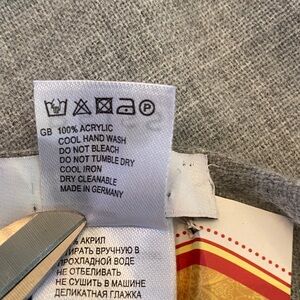 GB 100% ACRYLIC
COOL HAND WASH
DO NOT BLEACH
DO NOT TUMBLE DRY
COOL IRON
DRY CLEANABLE
MADE IN GERMANY
АКРИЛ
ТИРАТЬ ВРУЧНУЮ В
ПРОХЛАДНОЙ ВОДЕ
НЕ ОТБЕЛИВАТЬ
НЕ СУШИТЬ В МАШИНЕ
ДЕЛИКАТНАЯ ГЛАЖКА